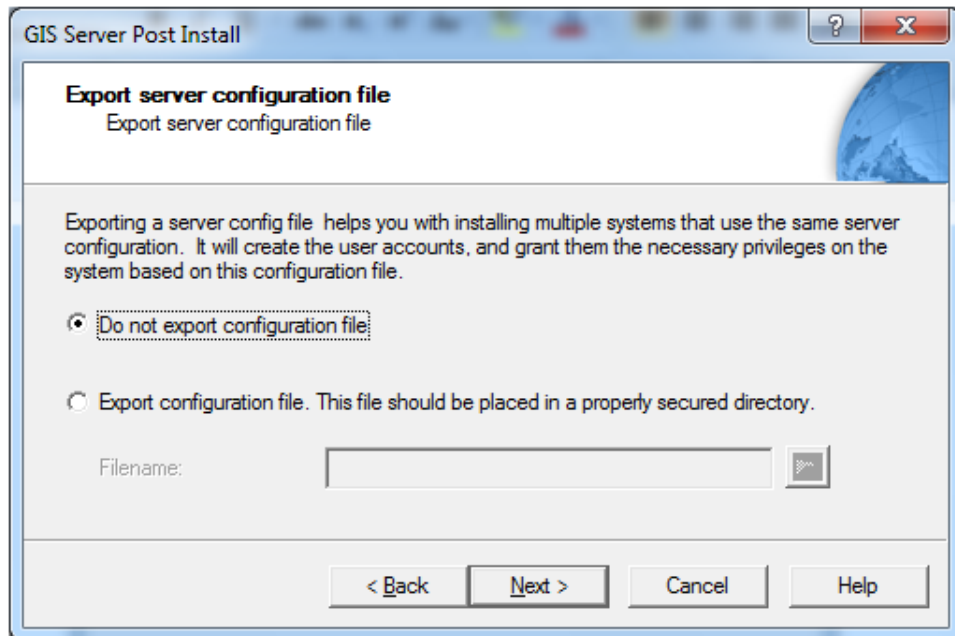 GIS Server Post Install
?
Export server configuration file
Export server configuration file
Exporting a server config file  helps you with installing multiple systems that use the same server
configuration.  It will create the user accounts, and grant them the necessary privileges on the
system based on this configuration file.
Do not export configuration file
Export configuration file. This file should be placed in a properly secured directory.
Filename:
< Back Next > Cancel Help